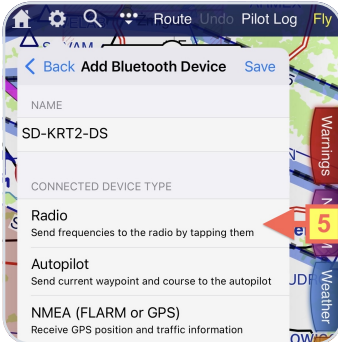 Route Undo Pilot Log Fly
Back Add Bluetooth Device Save
NAME
SD-KRT2-DS
Warnings
CONNECTED DEVICE TYPE
Radio
Send frequencies to the radio by tapping them
5
Autopilot
Send current waypoint and course to the autopilot
Weather
NMEA (FLARM or GPS)
Receive GPS position and traffic information